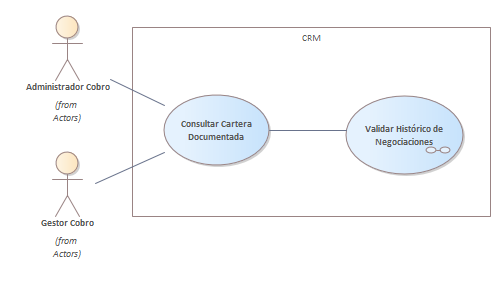 CRM
Administrador Cobro
(from
Actors)
Consultar Cartera
Documentada
Validar Histórico de
Negociaciones
Gestor Cobro
(from
Actors)